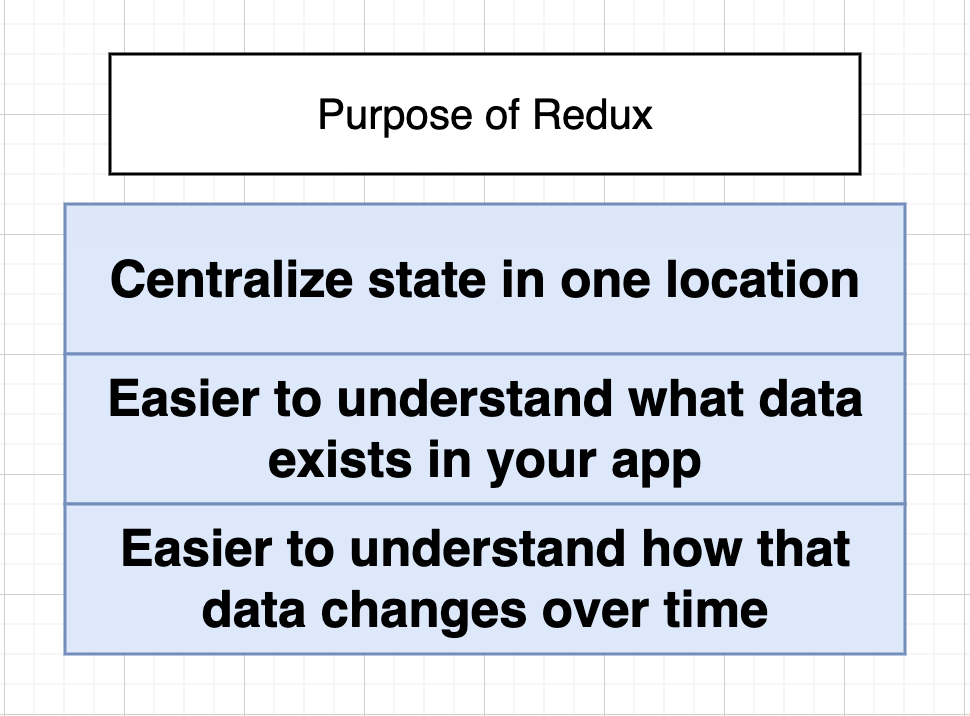 Purpose of Redux
Centralize state in one location
Easier to understand what data
exists in your app
Easier to understand how that
data changes over time